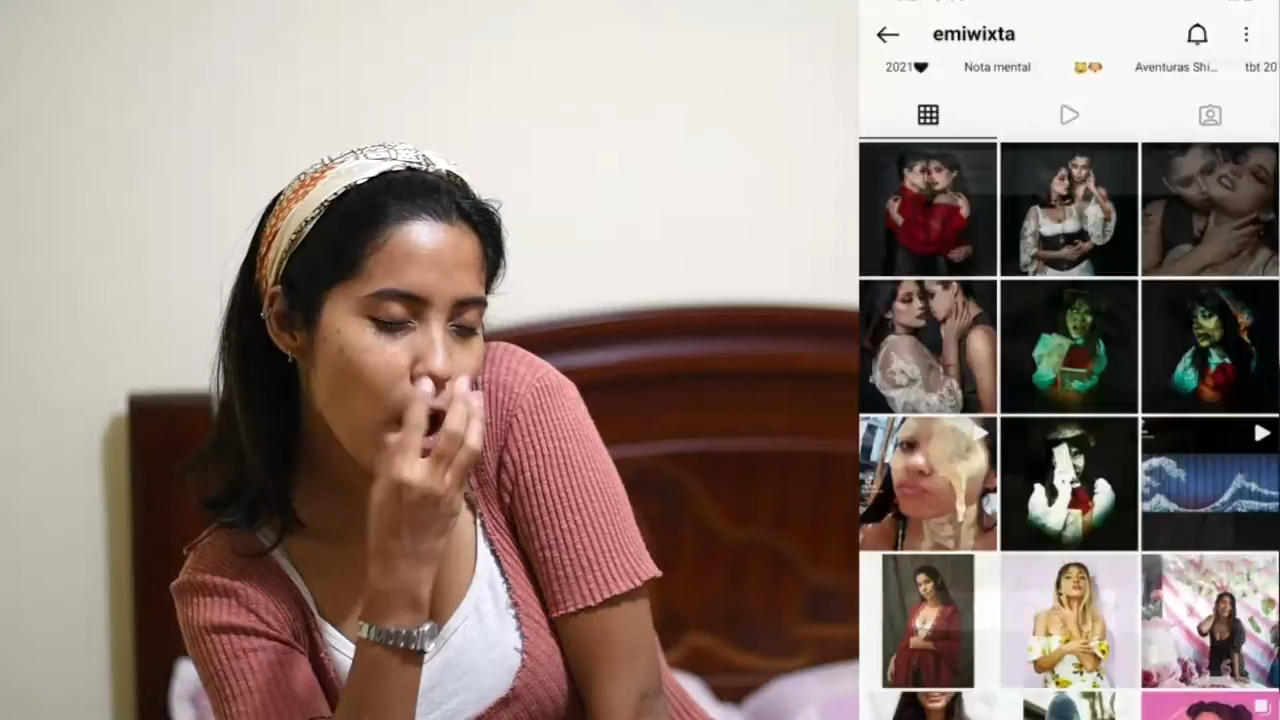 emiwixta
2021🖤 Nota mental 🐱🐶 Aventuras Shi... tbt 20